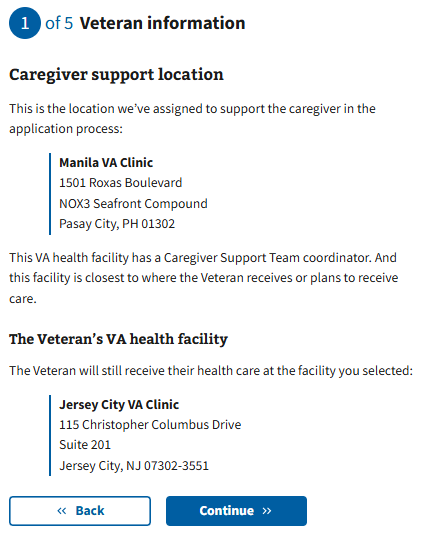 1 of 5 Veteran information
Caregiver support location
This is the location we’ve assigned to support the caregiver in the
application process:
Manila VA Clinic
1501 Roxas Boulevard
NOX3 Seafront Compound
Pasay City, PH 01302
This VA health facility has a Caregiver Support Team coordinator. And
this facility is closest to where the Veteran receives or plans to receive
care.
The Veteran’s VA health facility
The Veteran will still receive their health care at the facility you selected:
Jersey City VA Clinic
115 Christopher Columbus Drive
Suite 201
Jersey City, NJ 07302-3551
« Back
Continue »